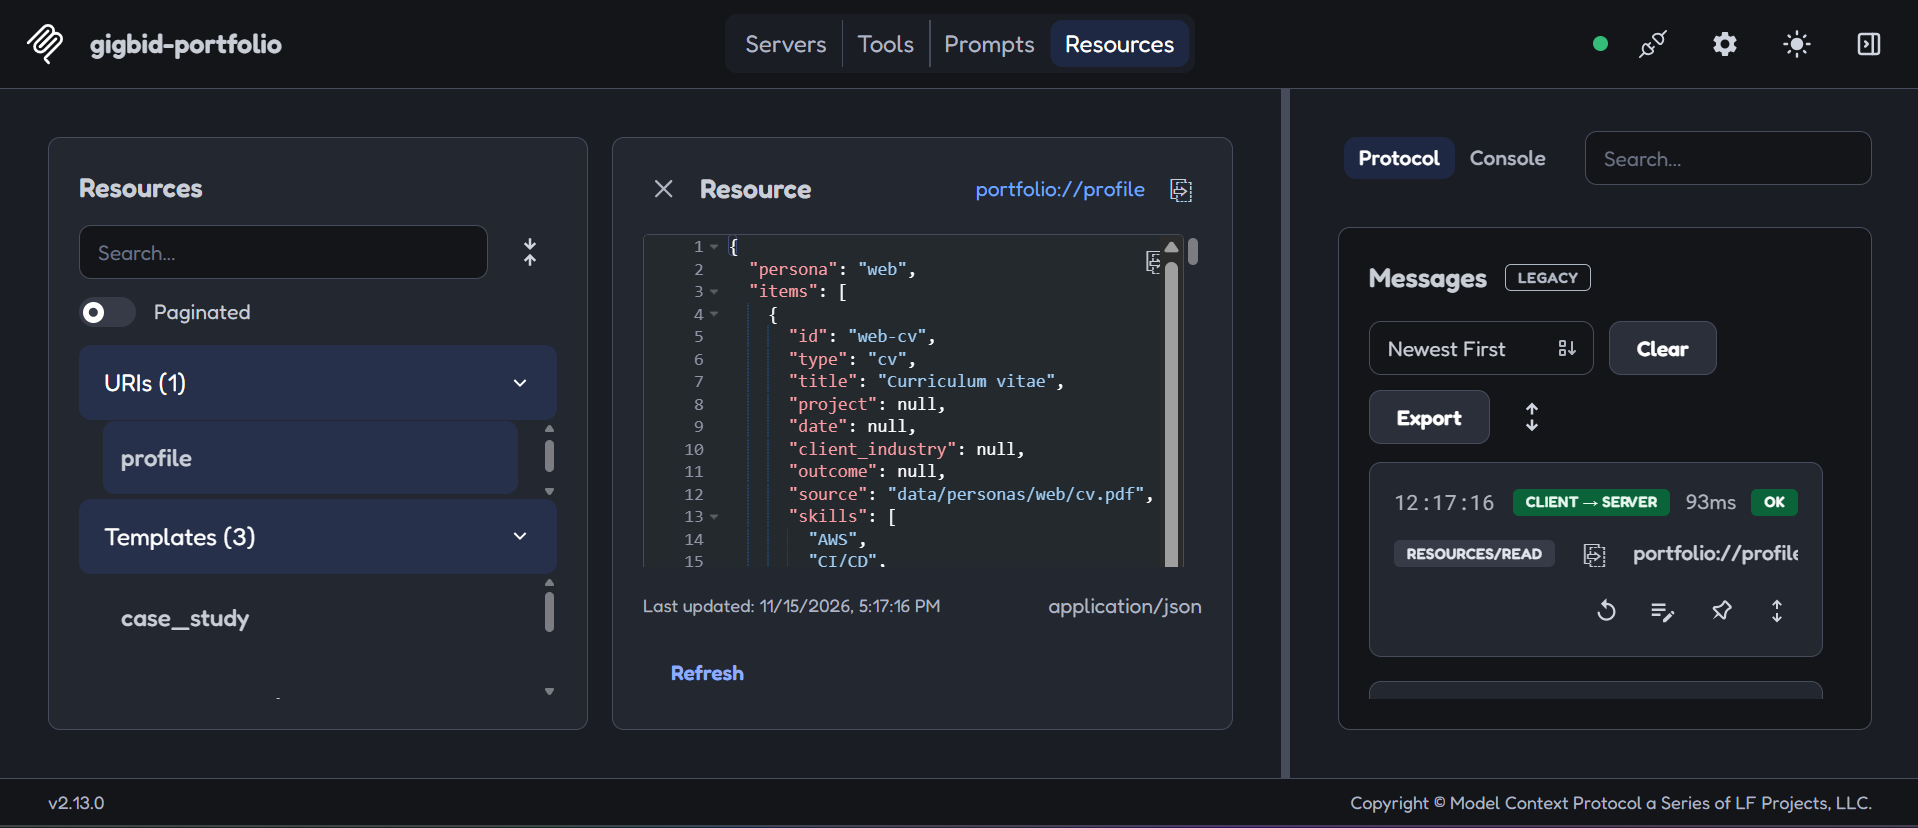 gigbid-portfolio
Servers
Tools
Prompts
Resources
Resources
Search...
Paginated
URIs (1)
profile
Templates (3)
case_study
Resource
portfolio://profile
1 {
2 "persona": "web",
3 "items": [
4 {
5 "id": "web-cv",
6 "type": "cv",
7 "title": "Curriculum vitae",
8 "project": null,
9 "date": null,
10 "client_industry": null,
11 "outcome": null,
12 "source": "data/personas/web/cv.pdf",
13 "skills": [
14 "AWS",
15 "CI/CD",
Last updated: 11/15/2026, 5:17:16 PM
application/json
Refresh
Protocol
Console
Search...
Messages
LEGACY
Newest First
Clear
Export
12:17:16 CLIENT → SERVER 93ms OK
RESOURCES/READ portfolio://profile
v2.13.0
Copyright © Model Context Protocol a Series of LF Projects, LLC.